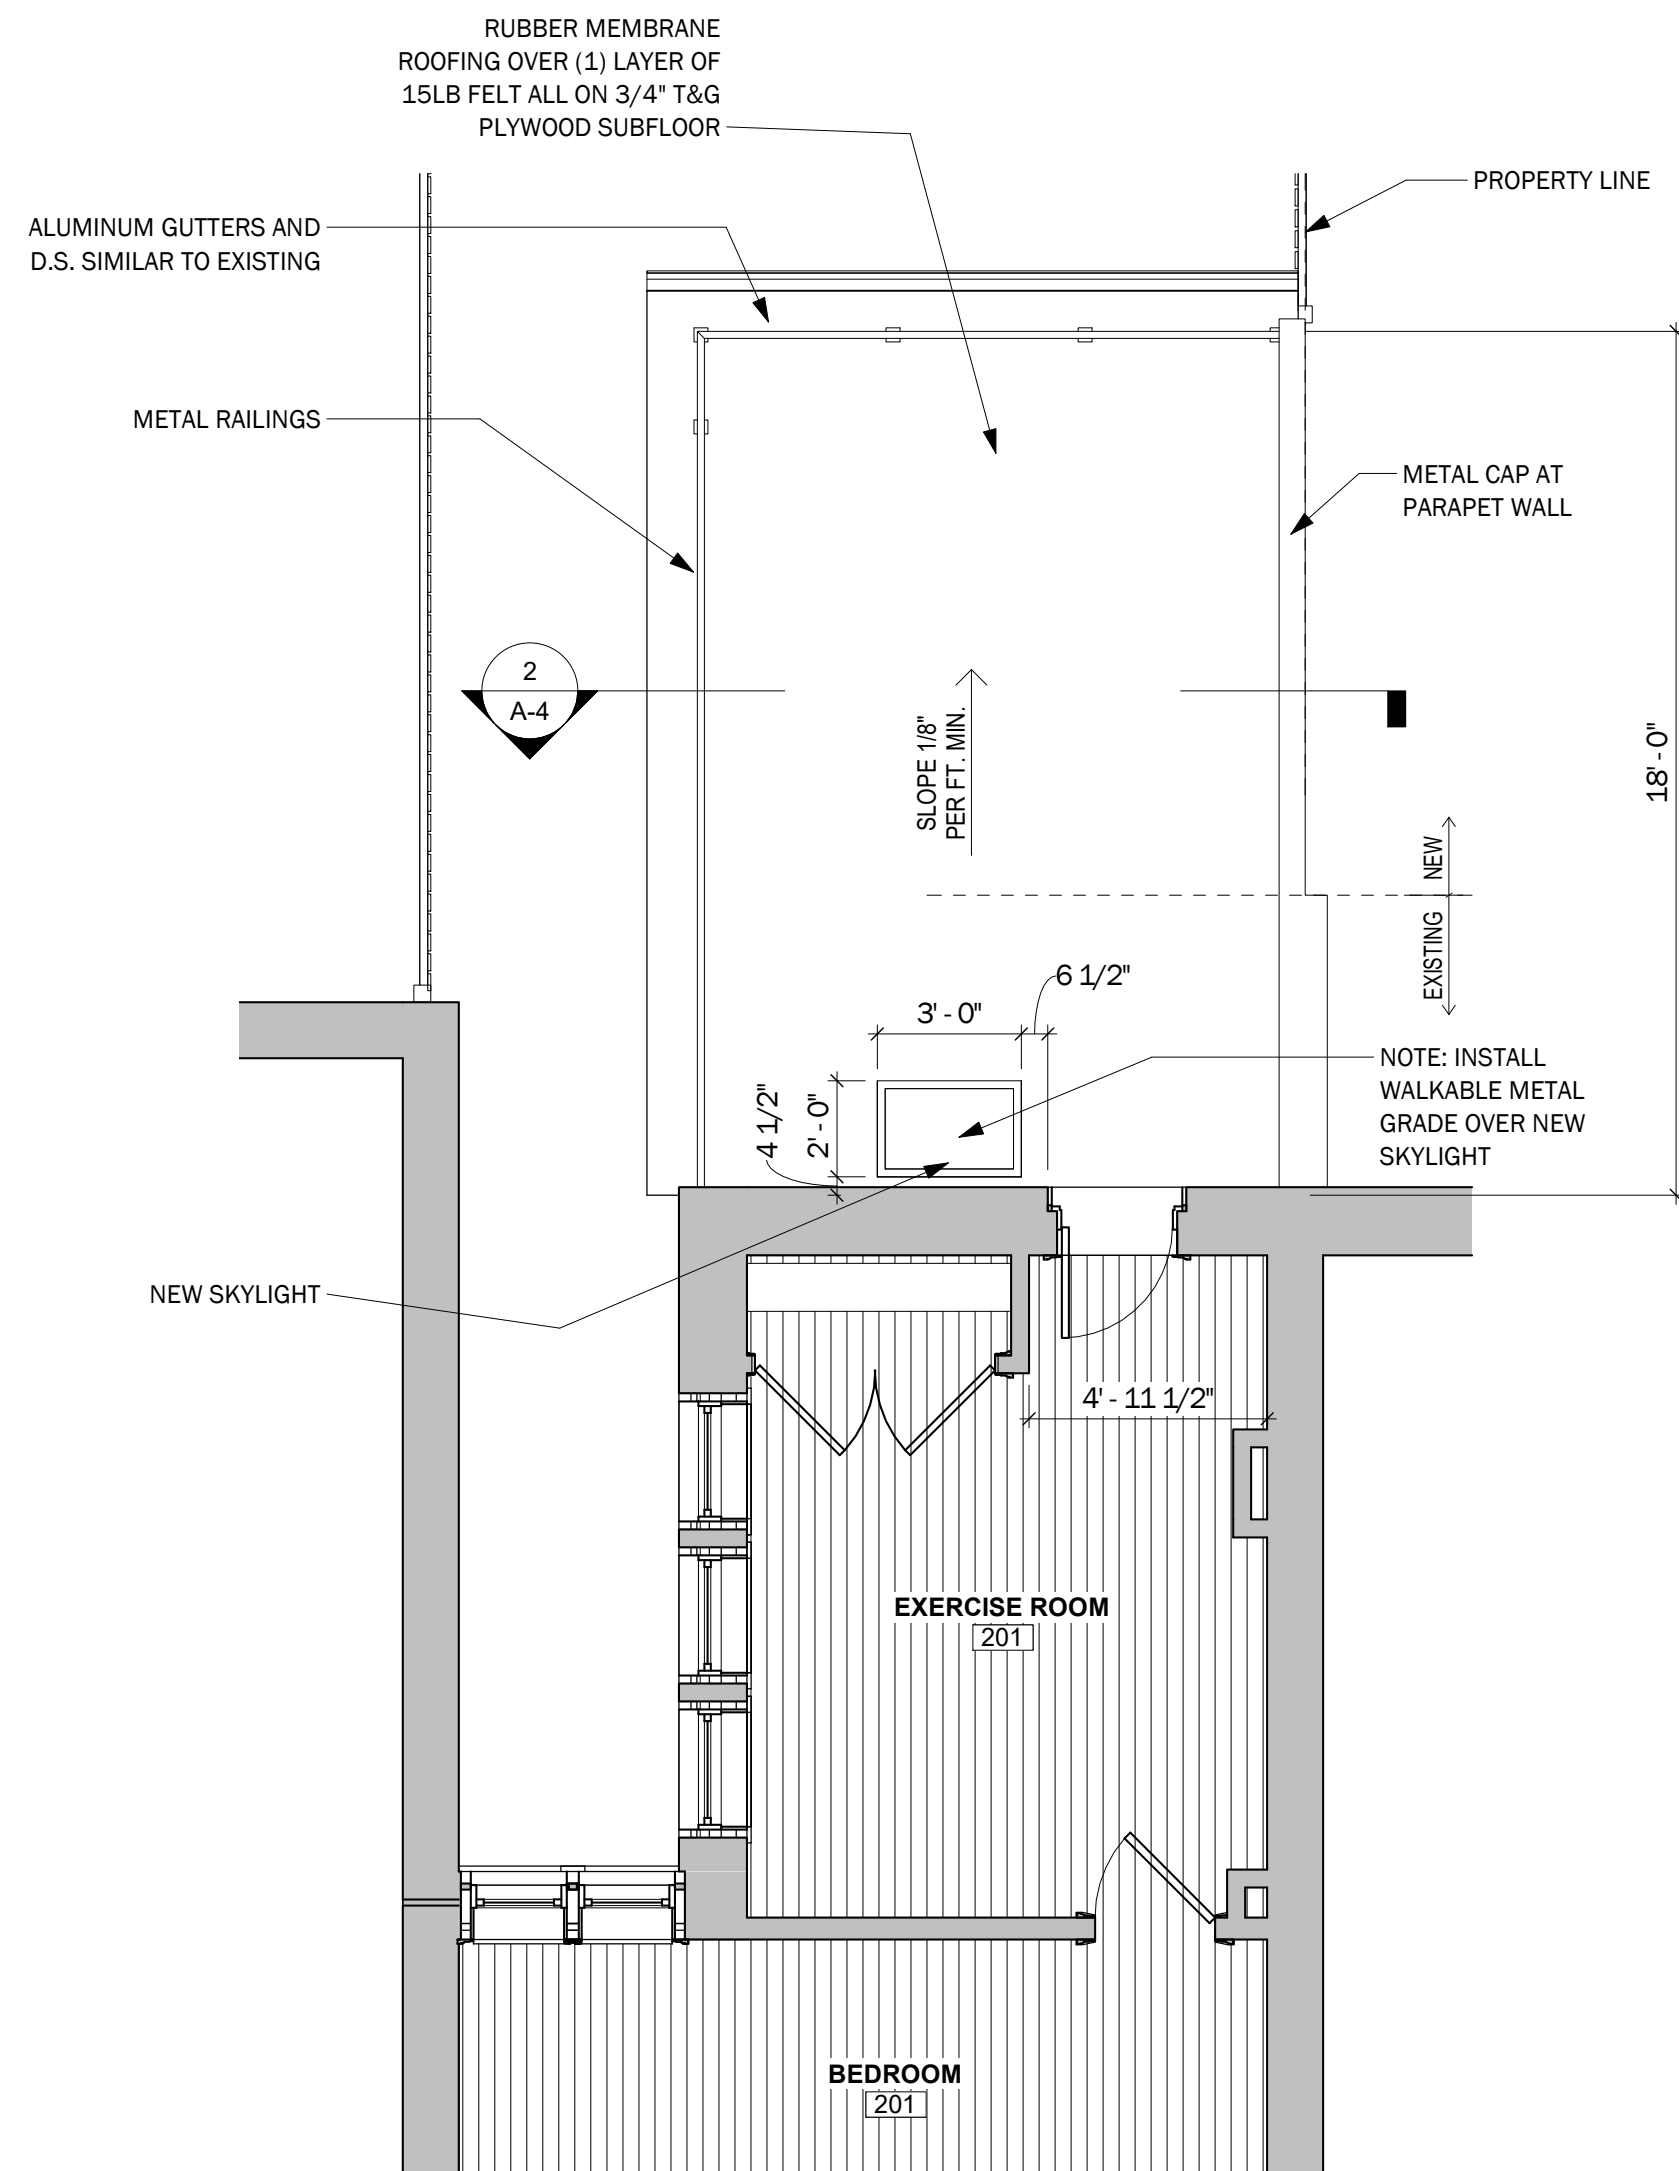 RUBBER MEMBRANE
ROOFING OVER (1) LAYER OF
15LB FELT ALL ON 3/4" T&G
PLYWOOD SUBFLOOR
PROPERTY LINE
ALUMINUM GUTTERS AND
D.S. SIMILAR TO EXISTING
METAL RAILINGS
METAL CAP AT
PARAPET WALL
2
A-4
SLOPE 1/8"
PER FT. MIN.
18' - 0"
NEW
EXISTING
6 1/2"
3' - 0"
4 1/2"
2' - 0"
NOTE: INSTALL
WALKABLE METAL
GRADE OVER NEW
SKYLIGHT
NEW SKYLIGHT
4' - 11 1/2"
EXERCISE ROOM
201
BEDROOM
201